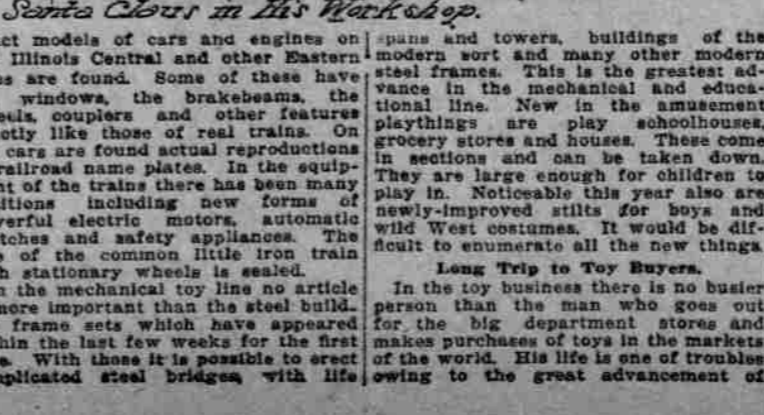 Santa Claus in His Workshop.
ct models of cars and engines on
Illinois Central and other Eastern
s are found. Some of these have
windows, the brakebeams, the
eels, couplers and other features
ctly like those of real trains. On
cars are found actual reproductions
railroad name plates. In the equip-
nt of the trains there has been many
itions including new forms of
verful electric motors, automatic
tches and safety appliances. The
e of the common little iron train
h stationary wheels is sealed.
n the mechanical toy line no article
more important than the steel build-
frame sets which have appeared
hin the last few weeks for the first
e. With those it is possible to erect
plicated steel bridges, with life
spans and towers, buildings of the
modern sort and many other modern
steel frames. This is the greatest ad-
vance in the mechanical and educa-
tional line. New in the amusement
playthings are play schoolhouses,
grocery stores and houses. These come
in sections and can be taken down.
They are large enough for children to
play in. Noticeable this year also are
newly-improved stilts for boys and
wild West costumes. It would be dif-
ficult to enumerate all the new things
Long Trip to Toy Buyers.
In the toy business there is no busier
person than the man who goes out
for the big department stores and
makes purchases of toys in the markets
of the world. His life is one of troubles
owing to the great advancement of